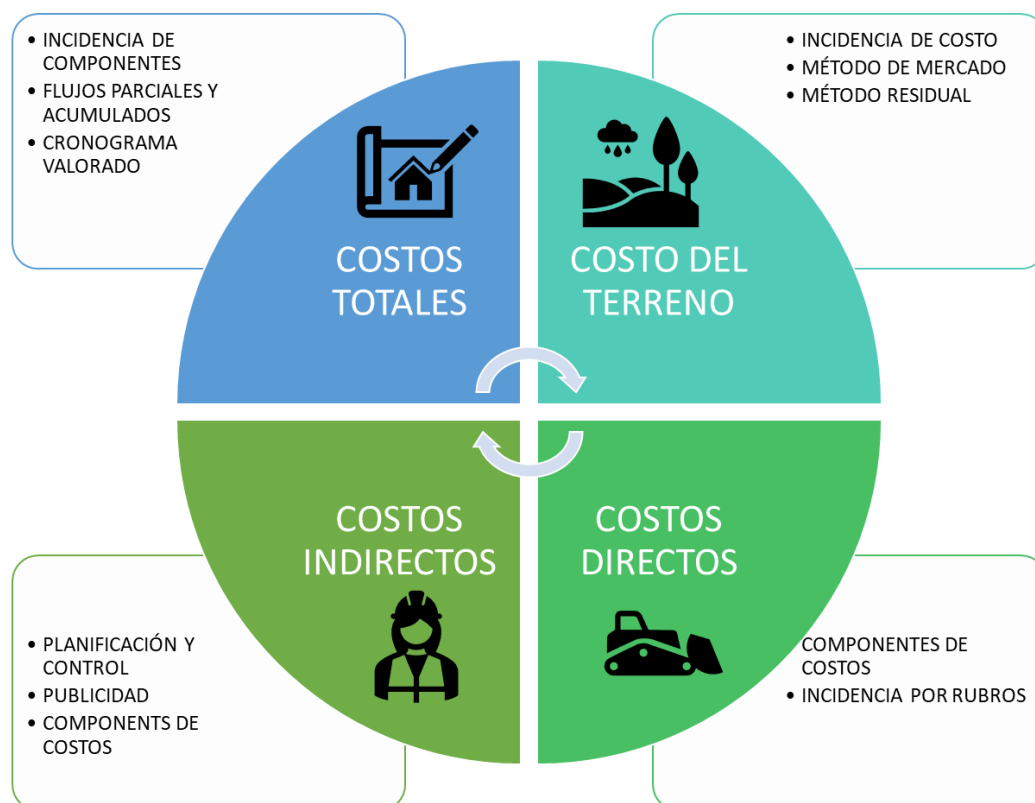 • INCIDENCIA DE
COMPONENTES
• FLUJOS PARCIALES Y
ACUMULADOS
• CRONOGRAMA
VALORADO
• INCIDENCIA DE COSTO
• MÉTODO DE MERCADO
• MÉTODO RESIDUAL
COSTOS
TOTALES
COSTO DEL
TERRENO
COSTOS
INDIRECTOS
COSTOS
DIRECTOS
• PLANIFICACIÓN Y
CONTROL
• PUBLICIDAD
• COMPONENTS DE
COSTOS
COMPONENTES DE
COSTOS
• INCIDENCIA POR RUBROS